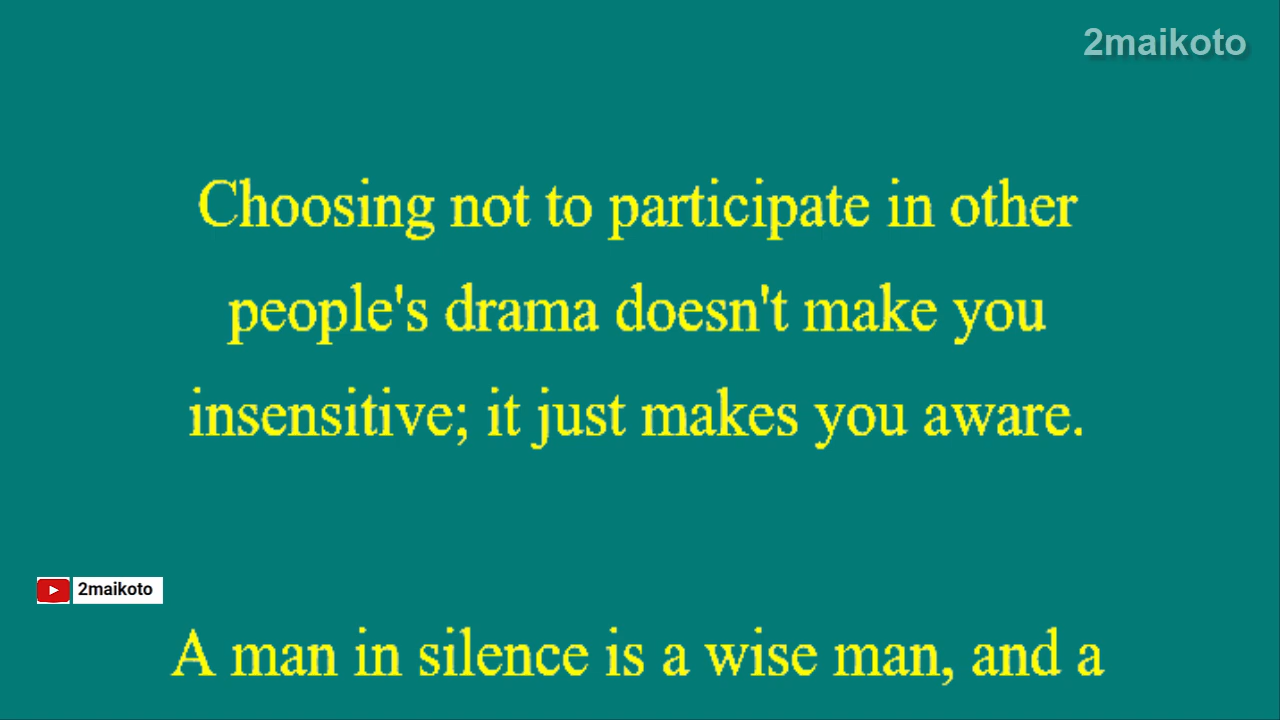 2maikoto
Choosing not to participate in other
people's drama doesn't make you
insensitive; it just makes you aware.
2maikoto
A man in silence is a wise man, and a